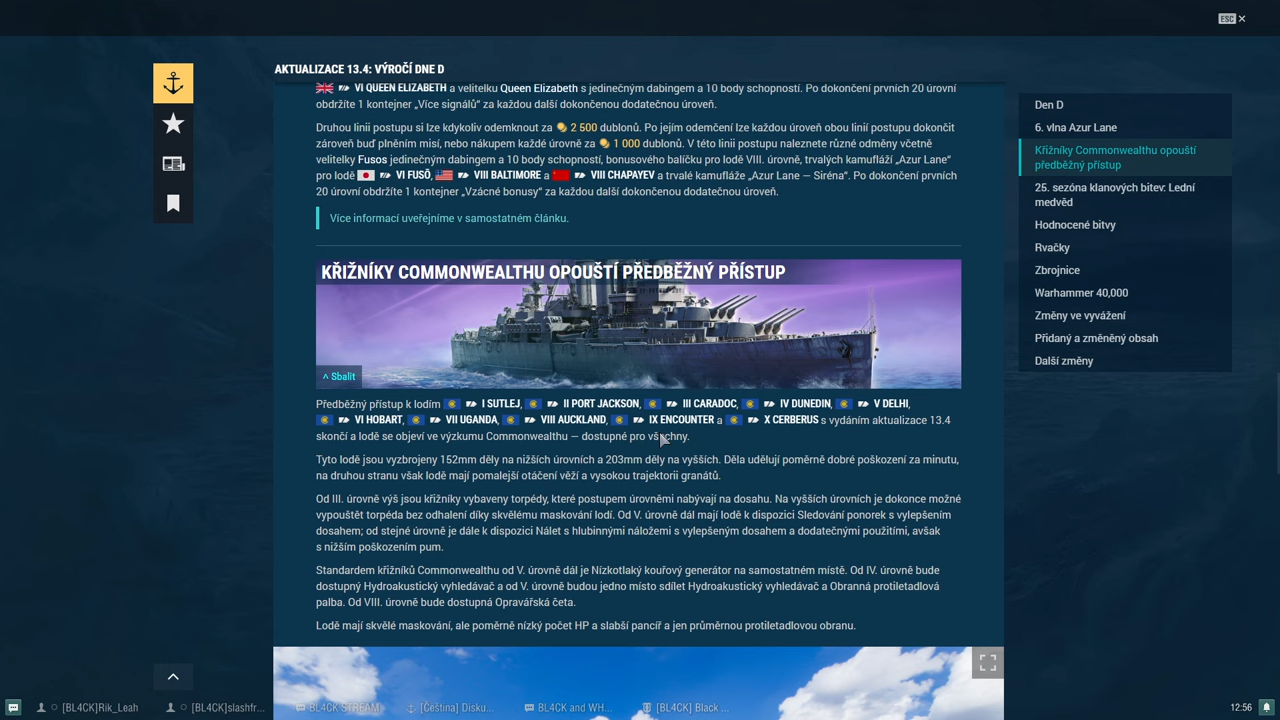 ESC ×
AKTUALIZACE 13.4: VÝROČÍ DNE D
VI QUEEN ELIZABETH a velitelku Queen Elizabeth s jedinečným dabingem a 10 body schopností. Po dokončení prvních 20 úrovní
obdržíte 1 kontejner „Více signálů“ za každou další dokončenou dodatečnou úroveň.
Druhou linii postupu si lze kdykoliv odemknout za 2 500 dublonů. Po jejím odemčení lze každou úroveň obou linií postupu dokončit
zároveň buď plněním misí, nebo nákupem každé úrovně za 1 000 dublonů. V této linii postupu naleznete různé odměny včetně
velitelky Fusos jedinečným dabingem a 10 body schopností, bonusového balíčku pro lodě VIII. úrovně, trvalých kamufláží „Azur Lane“
pro lodě VI FUSŌ, VIII BALTIMORE a VIII CHAPAYEV a trvalé kamufláže „Azur Lane — Siréna“. Po dokončení prvních
20 úrovní obdržíte 1 kontejner „Vzácné bonusy“ za každou další dokončenou dodatečnou úroveň.
Více informací uveřejníme v samostatném článku.
KŘIŽNÍKY COMMONWEALTHU OPOUŠTÍ PŘEDBĚŽNÝ PŘÍSTUP
^ Sbalit
Předběžný přístup k lodím I SUTLEJ, II PORT JACKSON, III CARADOC, IV DUNEDIN, V DELHI,
VI HOBART, VII UGANDA, VIII AUCKLAND, IX ENCOUNTER a X CERBERUS s vydáním aktualizace 13.4
skončí a lodě se objeví ve výzkumu Commonwealthu — dostupné pro všechny.
Tyto lodě jsou vyzbrojeny 152mm děly na nižších úrovních a 203mm děly na vyšších. Děla udělují poměrně dobré poškození za minutu,
na druhou stranu však lodě mají pomalejší otáčení věží a vysokou trajektorii granátů.
Od III. úrovně výš jsou křižníky vybaveny torpédy, které postupem úrovněmi nabývají na dosahu. Na vyšších úrovních je dokonce možné
vypouštět torpéda bez odhalení díky skvělému maskování lodí. Od V. úrovně dál mají lodě k dispozici Sledování ponorek s vylepšením
dosahem; od stejné úrovně je dále k dispozici Nálet s hlubinnými náložemi s vylepšeným dosahem a dodatečnými použitími, avšak
s nižším poškozením pum.
Standardem křižníků Commonwealthu od V. úrovně dál je Nízkotlaký kouřový generátor na samostatném místě. Od IV. úrovně bude
dostupný Hydroakustický vyhledávač a od V. úrovně budou jedno místo sdílet Hydroakustický vyhledávač a Obranná protiletadlová
palba. Od VIII. úrovně bude dostupná Opravářská četa.
Lodě mají skvělé maskování, ale poměrně nízký počet HP a slabší pancíř a jen průměrnou protiletadlovou obranu.
Den D
6. vlna Azur Lane
Křižníky Commonwealthu opouští
předběžný přístup
25. sezóna klanových bitev: Lední
medvěd
Hodnocené bitvy
Rvačky
Zbrojnice
Warhammer 40,000
Změny ve vyvážení
Přidaný a změněný obsah
Další změny
[BL4CK]Rik_Leah
[BL4CK]slashfr...
BL4CK STREAM
[Čeština] Disku...
BL4CK and WH...
[BL4CK] Black ...
12:56